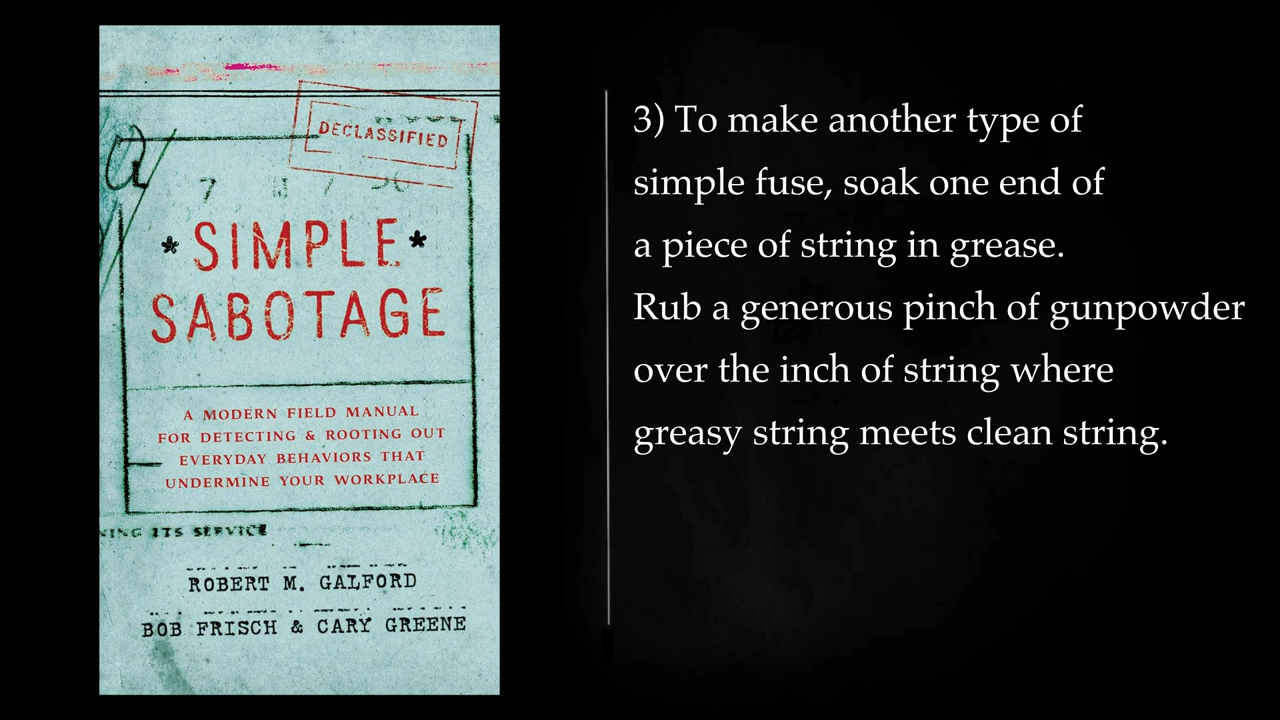 DECLASSIFIED
*SIMPLE*
SABOTAGE
A MODERN FIELD MANUAL
FOR DETECTING & ROOTING OUT
EVERYDAY BEHAVIORS THAT
UNDERMINE YOUR WORKPLACE
ITS SERVICE
ROBERT M. GALFORD
BOB FRISCH & CARY GREENE
3) To make another type of
simple fuse, soak one end of
a piece of string in grease.
Rub a generous pinch of gunpowder
over the inch of string where
greasy string meets clean string.